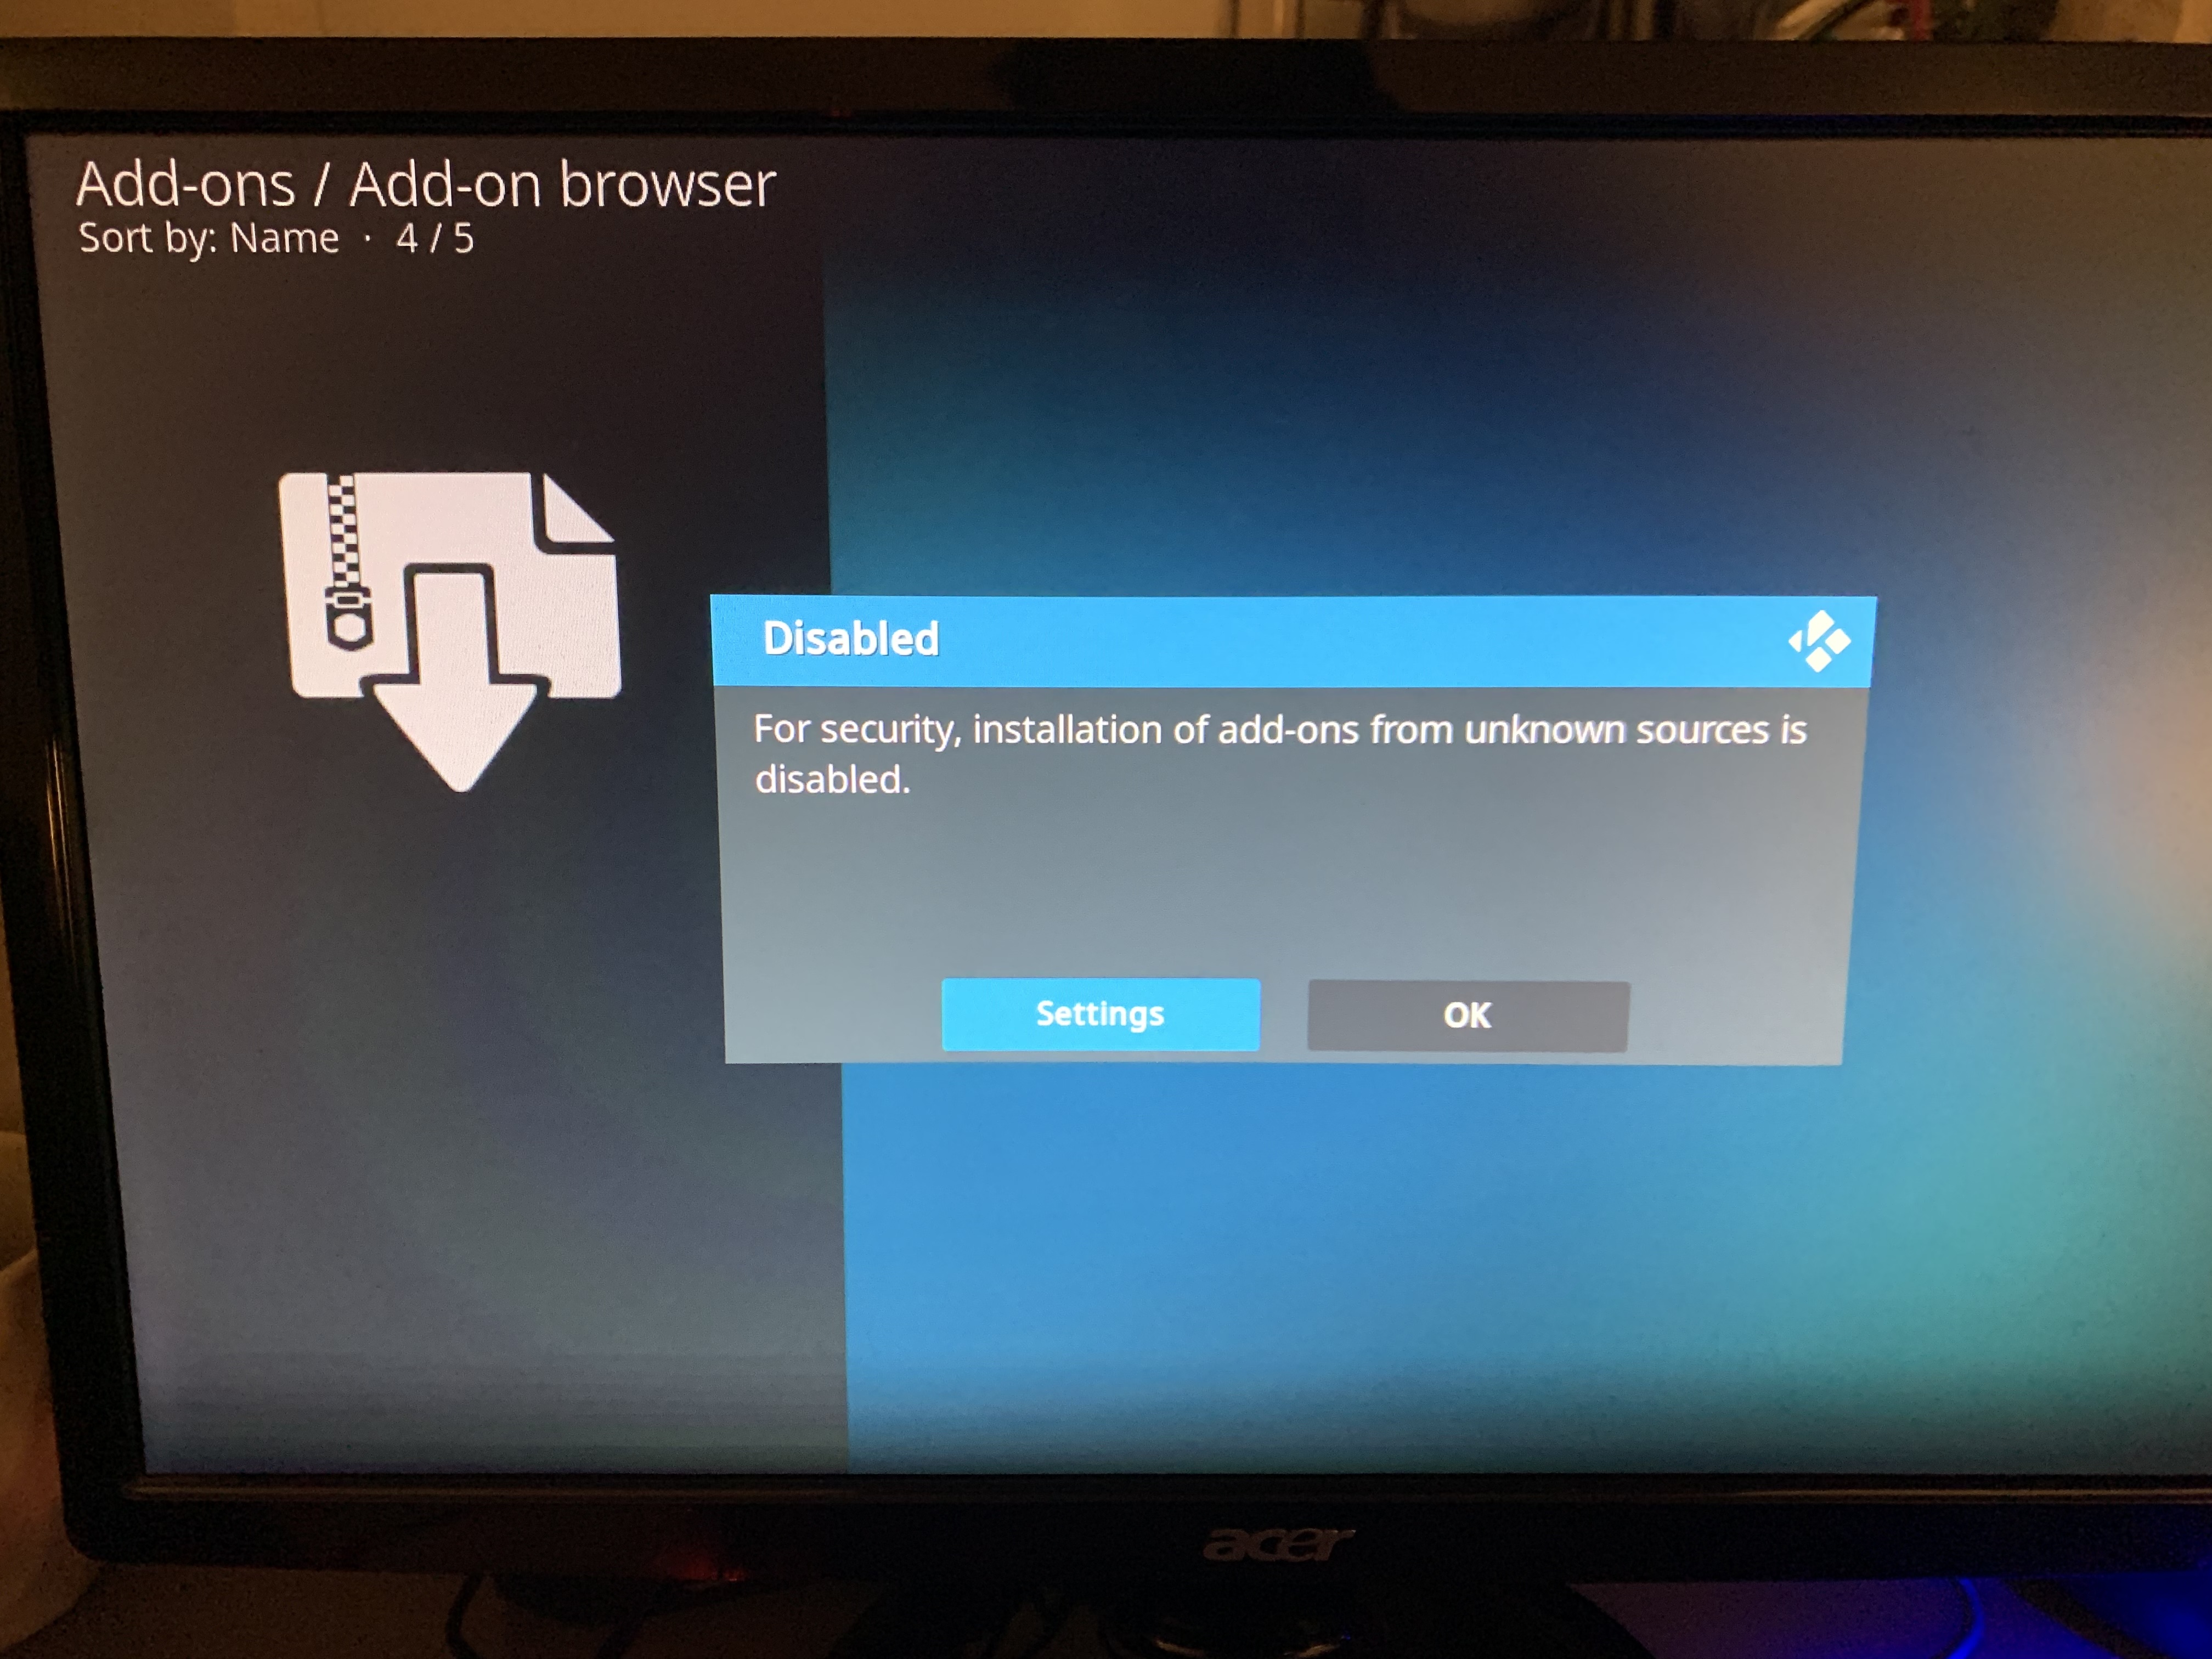 Add-ons / Add-on browser
Sort by: Name · 4 / 5
Disabled
For security, installation of add-ons from unknown sources is
disabled.
Settings
OK
acer